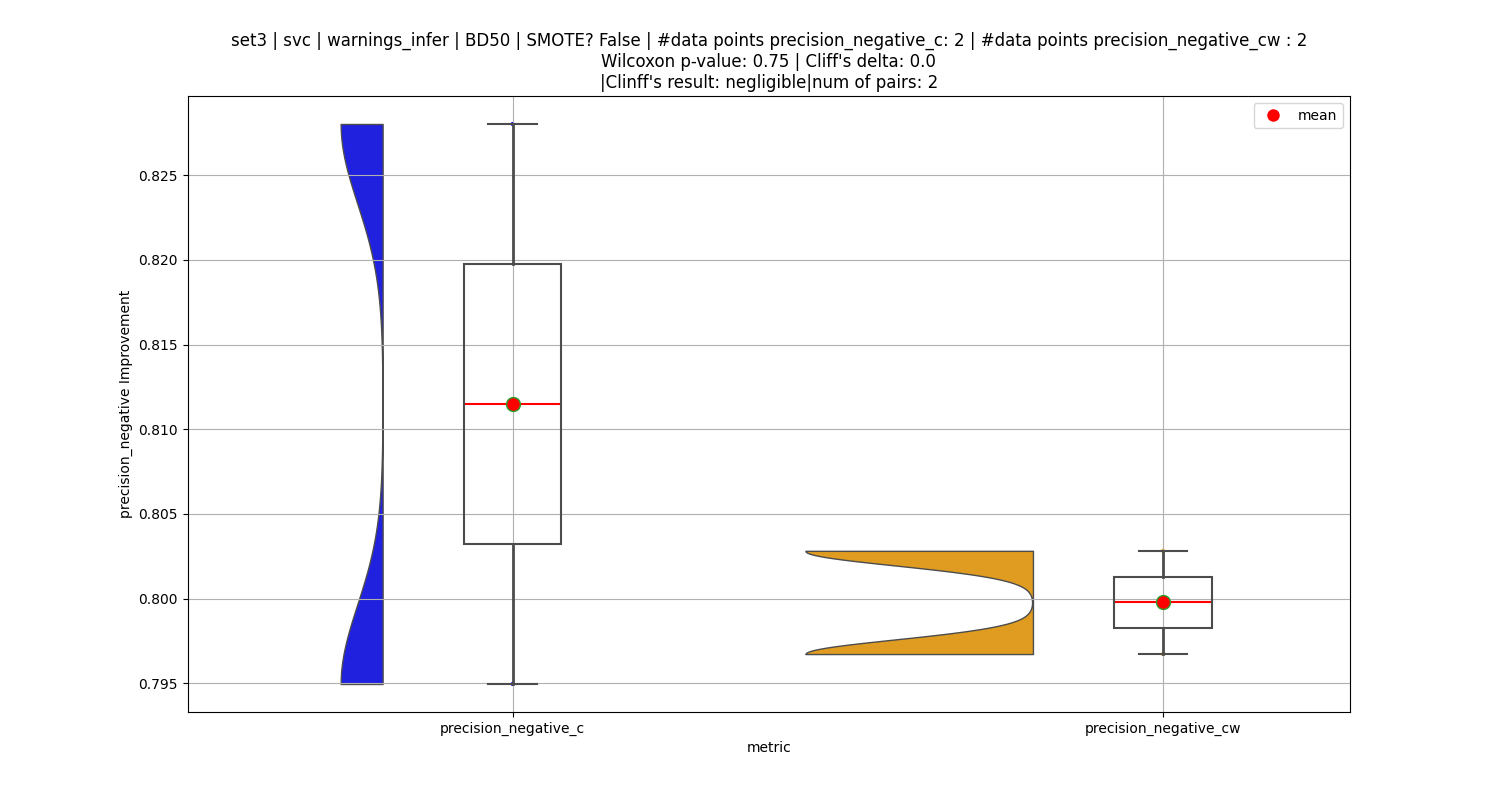 set3 | svc | warnings_infer | BD50 | SMOTE? False | #data points precision_negative_c: 2 | #data points precision_negative_cw : 2
Wilcoxon p-value: 0.75 | Cliff's delta: 0.0
|Clinff's result: negligible|num of pairs: 2
mean
0.825
0.820
0.815
0.810
0.805
0.800
0.795
precision_negative Improvement
precision_negative_c
precision_negative_cw
metric